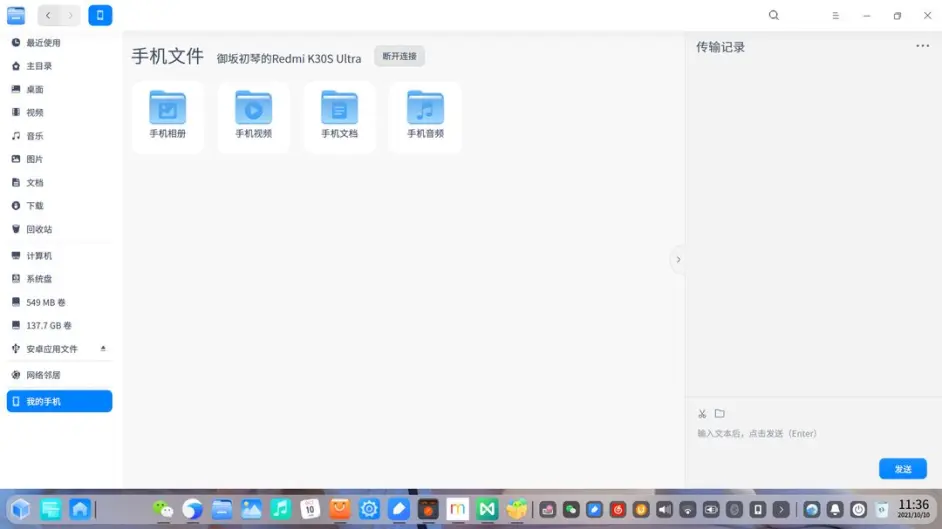 最近使用
主目录
桌面
视频
音乐
图片
文档
下载
回收站
计算机
系统盘
549 MB 卷
137.7 GB 卷
安卓应用文件
网络邻居
我的手机
手机文件 御坂初琴的Redmi K30S Ultra 断开连接
手机相册 手机视频 手机文档 手机音频
传输记录
输入文本后，点击发送（Enter）
发送
10
11:36
2021/10/10